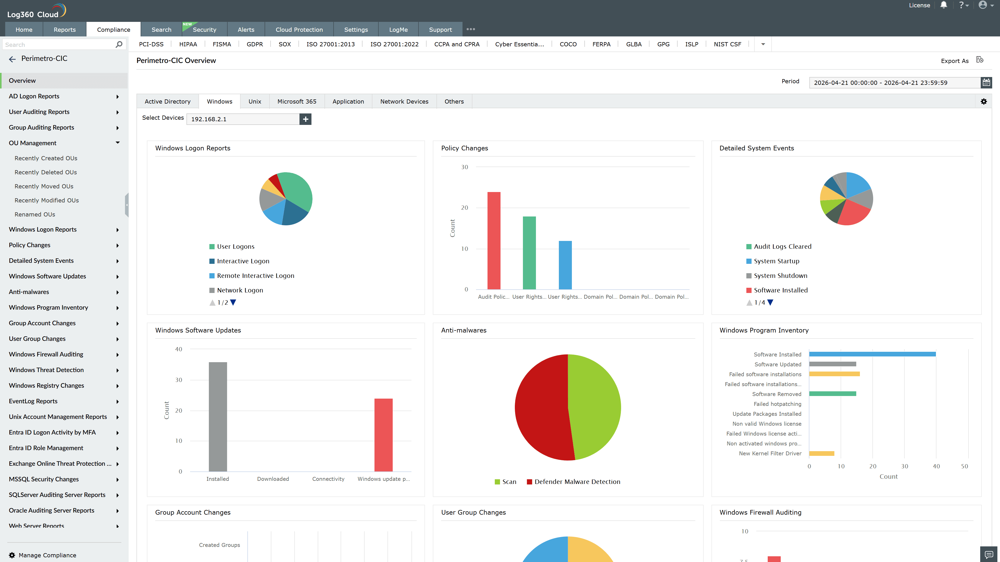 Log360 Cloud
License
?
Home
Reports
Compliance
Search
NEW
Security
Alerts
Cloud Protection
Settings
LogMe
Support
Search
PCI-DSS
HIPAA
FISMA
GDPR
SOX
ISO 27001:2013
ISO 27001:2022
CCPA and CPRA
Cyber Essentia...
COCO
FERPA
GLBA
GPG
ISLP
NIST CSF
Perimetro-CIC
Overview
AD Logon Reports
User Auditing Reports
Group Auditing Reports
OU Management
Recently Created OUs
Recently Deleted OUs
Recently Moved OUs
Recently Modified OUs
Renamed OUs
Windows Logon Reports
Policy Changes
Detailed System Events
Windows Software Updates
Anti-malwares
Windows Program Inventory
Group Account Changes
User Group Changes
Windows Firewall Auditing
Windows Threat Detection
Windows Registry Changes
EventLog Reports
Unix Account Management Reports
Entra ID Logon Activity by MFA
Entra ID Role Management
Exchange Online Threat Protection ...
MSSQL Security Changes
SQLServer Auditing Server Reports
Oracle Auditing Server Reports
Web Server Reports
Manage Compliance
Perimetro-CIC Overview
Export As
Period
2026-04-21 00:00:00 - 2026-04-21 23:59:59
Active Directory
Windows
Unix
Microsoft 365
Application
Network Devices
Others
Select Devices
192.168.2.1
Windows Logon Reports
User Logons
Interactive Logon
Remote Interactive Logon
Network Logon
1/2
Policy Changes
30
20
10
0
Count
Audit Polic...
User Rights...
User Rights...
Domain Pol...
Domain Pol...
Domain Pol...
Detailed System Events
Audit Logs Cleared
System Startup
System Shutdown
Software Installed
1/4
Windows Software Updates
40
30
20
10
0
Count
Installed
Downloaded
Connectivity
Windows update p...
Anti-malwares
Scan
Defender Malware Detection
Windows Program Inventory
Software Installed
Software Updated
Failed software installations
Failed software installations...
Software Removed
Failed hotpatching
Update Packages Installed
Non valid Windows license
Failed Windows license acti...
Non activated windows pro...
New Kernel Filter Driver
0
10
20
30
40
50
Count
Group Account Changes
Created Groups
User Group Changes
Windows Firewall Auditing
10
7.5